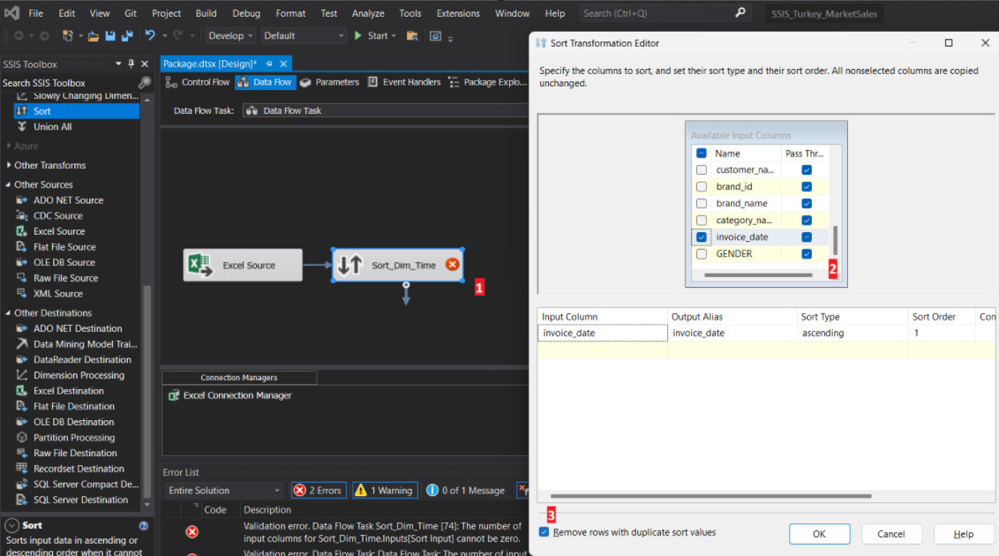 File Edit View Git Project Build Debug Format Test Analyze Tools Extensions Window Help Search (Ctrl+Q) SSIS_Turkey_MarketSales
Develop Default Start
SSIS Toolbox
Search SSIS Toolbox
Slowly Changing Dimen...
Sort
Union All
Azure
Other Transforms
Other Sources
ADO NET Source
CDC Source
Excel Source
Flat File Source
OLE DB Source
Raw File Source
XML Source
Other Destinations
ADO NET Destination
Data Mining Model Trai...
DataReader Destination
Dimension Processing
Excel Destination
Flat File Destination
OLE DB Destination
Partition Processing
Raw File Destination
Recordset Destination
SQL Server Compact De...
SQL Server Destination
Sort
Sorts input data in ascending or
descending order when it cannot
Package.dtsx [Design]*
Control Flow Data Flow Parameters Event Handlers Package Explo...
Data Flow Task: Data Flow Task
Excel Source
Sort_Dim_Time
1
Connection Managers
Excel Connection Manager
Error List
Entire Solution 2 Errors 1 Warning 0 of 1 Message
Code Description
Validation error. Data Flow Task Sort_Dim_Time [74]: The number of
input columns for Sort_Dim_Time.Inputs[Sort Input] cannot be zero.
Validation error. Data Flow Task: Data Flow Task: The number of input
Sort Transformation Editor
Specify the columns to sort, and set their sort type and their sort order. All nonselected columns are copied
unchanged.
Available Input Columns
Name Pass Thr...
customer_na...
brand_id
brand_name
category_na...
invoice_date
GENDER
2
Input Column Output Alias Sort Type Sort Order Con
invoice_date invoice_date ascending 1
3
Remove rows with duplicate sort values
OK Cancel Help